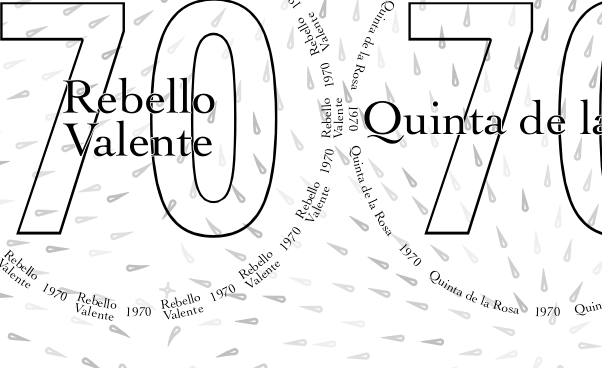 70
Rebello
Valente
Rebello
Valente
1970
Rebello
Valente
1970
Rebello
Valente
1970
Rebello
Valente
1970
Rebello
Valente
1970
Rebello
Valente
1970
Rebello
Valente
70
Quinta de la
Quinta de la Rosa
1970
Quinta de la Rosa
1970
Quinta de la Rosa
1970